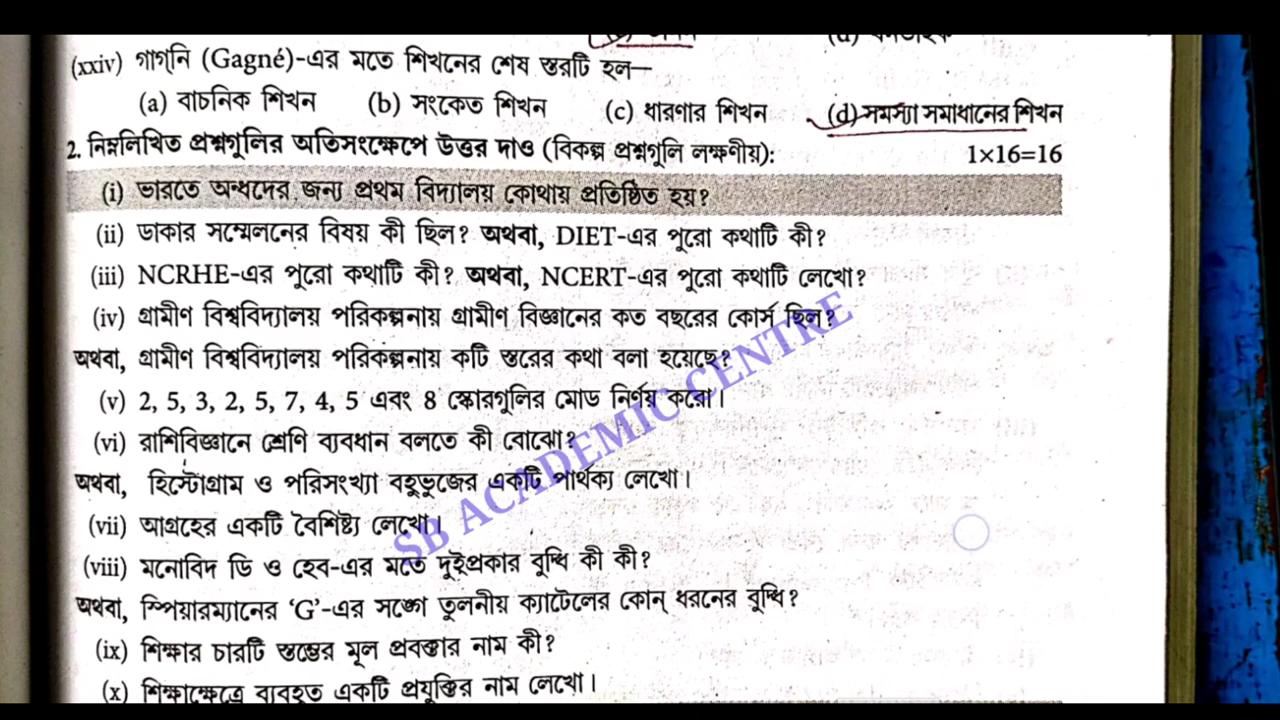 (xxiv) গাগ্‌নি (Gagné)-এর মতে শিখনের শেষ স্তরটি হল—
(a) বাচনিক শিখন (b) সংকেত শিখন (c) ধারণার শিখন (d) সমস্যা সমাধানের শিখন
2. নিম্নলিখিত প্রশ্নগুলির অতিসংক্ষেপে উত্তর দাও (বিকল্প প্রশ্নগুলি লক্ষণীয়): 1×16=16
(i) ভারতে অন্ধদের জন্য প্রথম বিদ্যালয় কোথায় প্রতিষ্ঠিত হয়?
(ii) ডাকার সম্মেলনের বিষয় কী ছিল? অথবা, DIET-এর পুরো কথাটি কী?
(iii) NCRHE-এর পুরো কথাটি কী? অথবা, NCERT-এর পুরো কথাটি লেখো?
(iv) গ্রামীণ বিশ্ববিদ্যালয় পরিকল্পনায় গ্রামীণ বিজ্ঞানের কত বছরের কোর্স ছিল?
অথবা, গ্রামীণ বিশ্ববিদ্যালয় পরিকল্পনায় কটি স্তরের কথা বলা হয়েছে?
(v) 2, 5, 3, 2, 5, 7, 4, 5 এবং 8 স্কোরগুলির মোড নির্ণয় করো।
(vi) রাশিবিজ্ঞানে শ্রেণি ব্যবধান বলতে কী বোঝো?
অথবা, হিস্টোগ্রাম ও পরিসংখ্যা বহুভুজের একটি পার্থক্য লেখো।
(vii) আগ্রহের একটি বৈশিষ্ট্য লেখো।
(viii) মনোবিদ ডি ও হেব-এর মতে দুইপ্রকার বুদ্ধি কী কী?
অথবা, স্পিয়ারম্যানের ‘G’-এর সঙ্গে তুলনীয় ক্যাটেলের কোন্ ধরনের বুদ্ধি?
(ix) শিক্ষার চারটি স্তম্ভের মূল প্রবক্তার নাম কী?
(x) শিক্ষাক্ষেত্রে ব্যবহৃত একটি প্রযুক্তির নাম লেখো।
SB ACADEMIC CENTRE